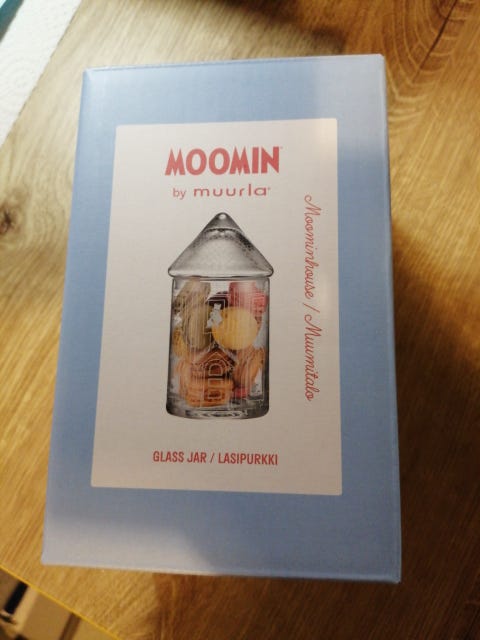 MOOMIN
by muurla
Moominhouse / Muumitalo
GLASS JAR / LASIPURKKI